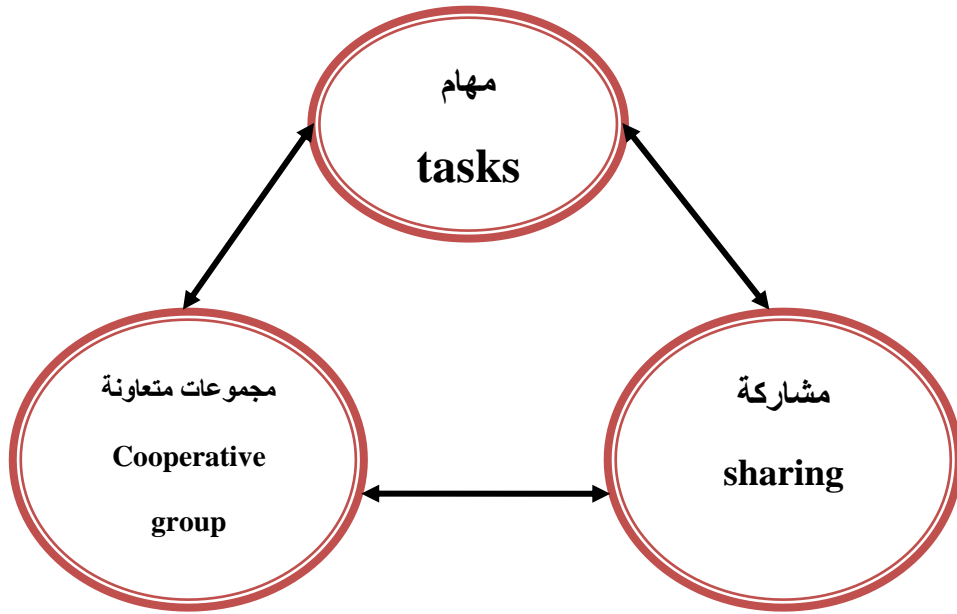 مهام
tasks
مجموعات متعاونة
Cooperative
group
مشاركة
sharing